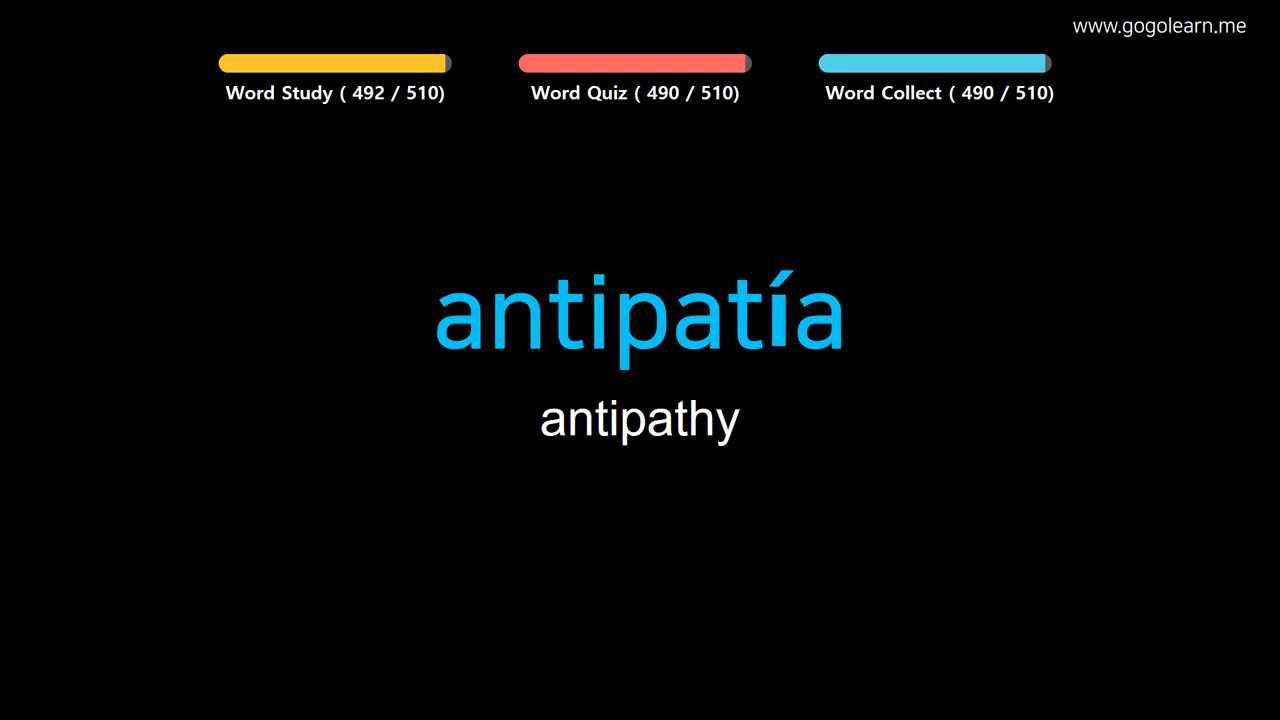 www.gogolearn.me
Word Study ( 492 / 510)
Word Quiz ( 490 / 510)
Word Collect ( 490 / 510)
antipatía
antipathy